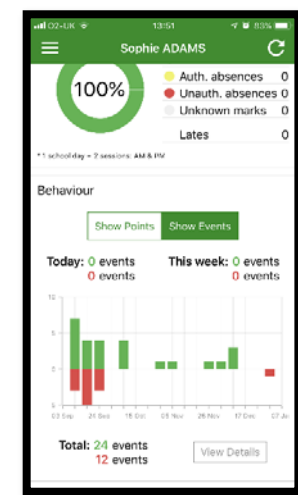 O2-UK 13:51 83%
Sophie ADAMS
100%
Auth. absences 0
Unauth. absences 0
Unknown marks 0
Lates 0
* 1 school day = 2 sessions: AM & PM
Behaviour
Show Points Show Events
Today: 0 events This week: 0 events
0 events 0 events
10
5
0
5
03 Sep 24 Sep 15 Oct 05 Nov 26 Nov 17 Dec 07 Ja
Total: 24 events
12 events
View Details